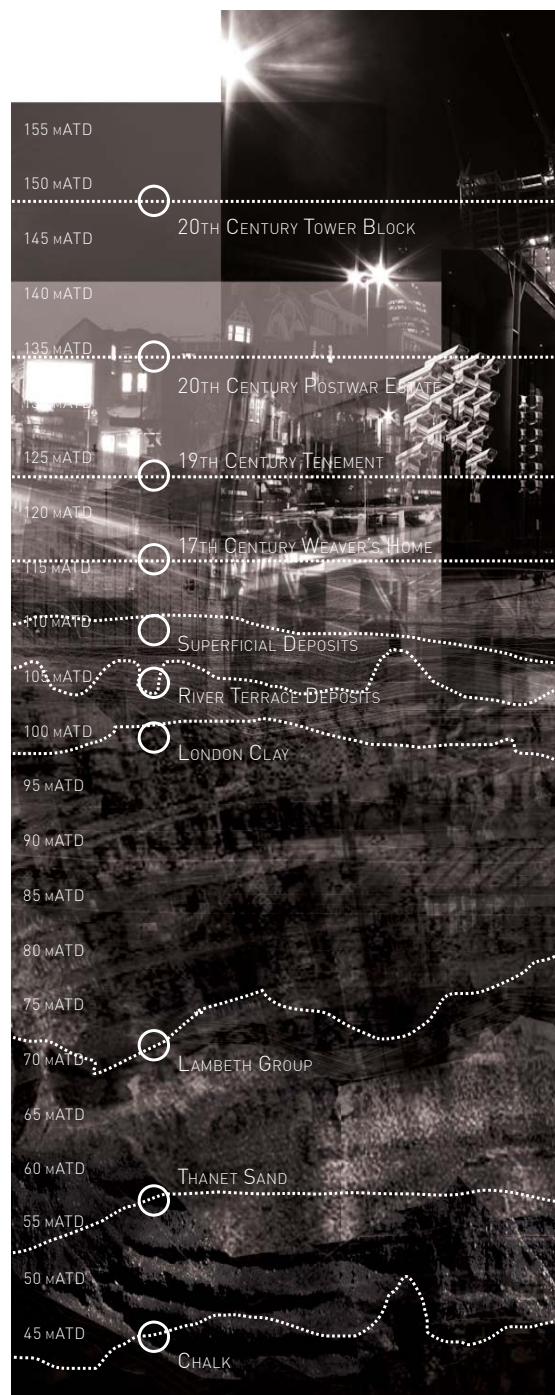 155 MATD
150 MATD
20TH CENTURY TOWER BLOCK
145 MATD
140 MATD
135 MATD
20TH CENTURY POSTWAR ESTATE
130 MATD
19TH CENTURY TENEMENT
125 MATD
120 MATD
17TH CENTURY WEAVER'S HOME
115 MATD
110 MATD
SUPERFICIAL DEPOSITS
105 MATD
RIVER TERRACE DEPOSITS
100 MATD
LONDON CLAY
95 MATD
90 MATD
85 MATD
80 MATD
75 MATD
70 MATD
LAMBETH GROUP
65 MATD
60 MATD
THANET SAND
55 MATD
50 MATD
45 MATD
CHALK